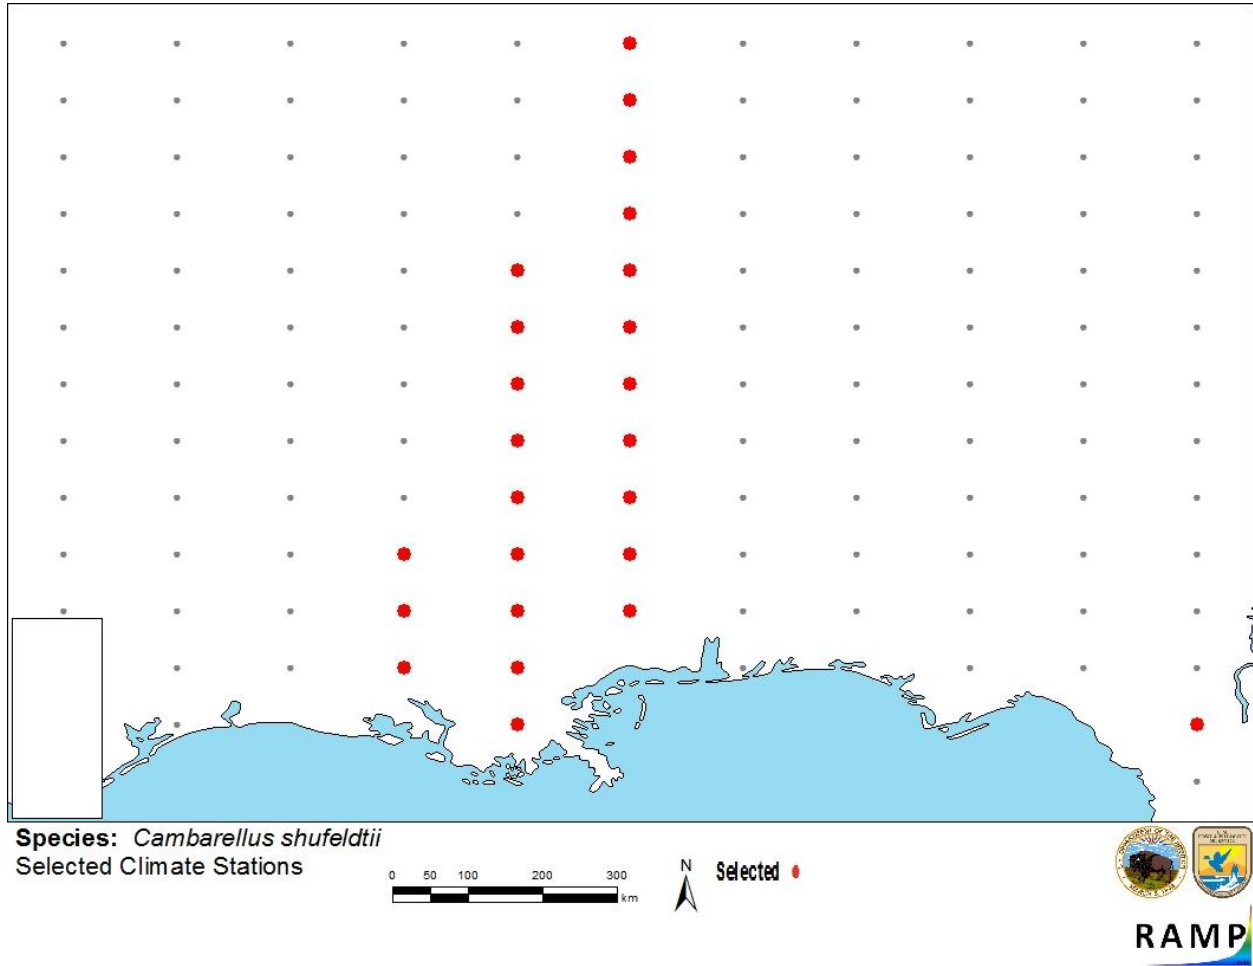 Species: Cambarellus shufeldtii
Selected Climate Stations
0 50 100 200 300
km
N
Selected
RAMP